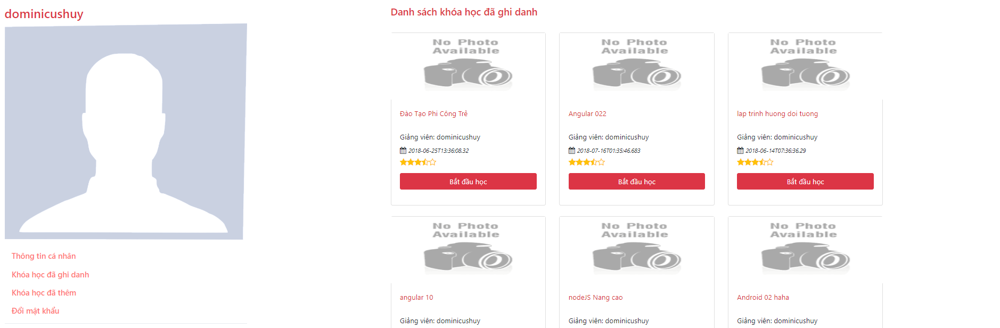 dominicushuy
Thông tin cá nhân
Khóa học đã ghi danh
Khóa học đã thêm
Đổi mật khẩu
Danh sách khóa học đã ghi danh
No Photo
Available
Đào Tạo Phi Công Trẻ
Giảng viên: dominicushuy
2018-06-25T13:36:08.32
Bắt đầu học
No Photo
Available
Angular 022
Giảng viên: dominicushuy
2018-07-16T01:35:46.683
Bắt đầu học
No Photo
Available
lap trinh huong doi tuong
Giảng viên: dominicushuy
2018-06-14T07:36:36.29
Bắt đầu học
No Photo
Available
angular 10
Giảng viên: dominicushuy
No Photo
Available
nodeJS Nang cao
Giảng viên: dominicushuy
No Photo
Available
Android 02 haha
Giảng viên: dominicushuy